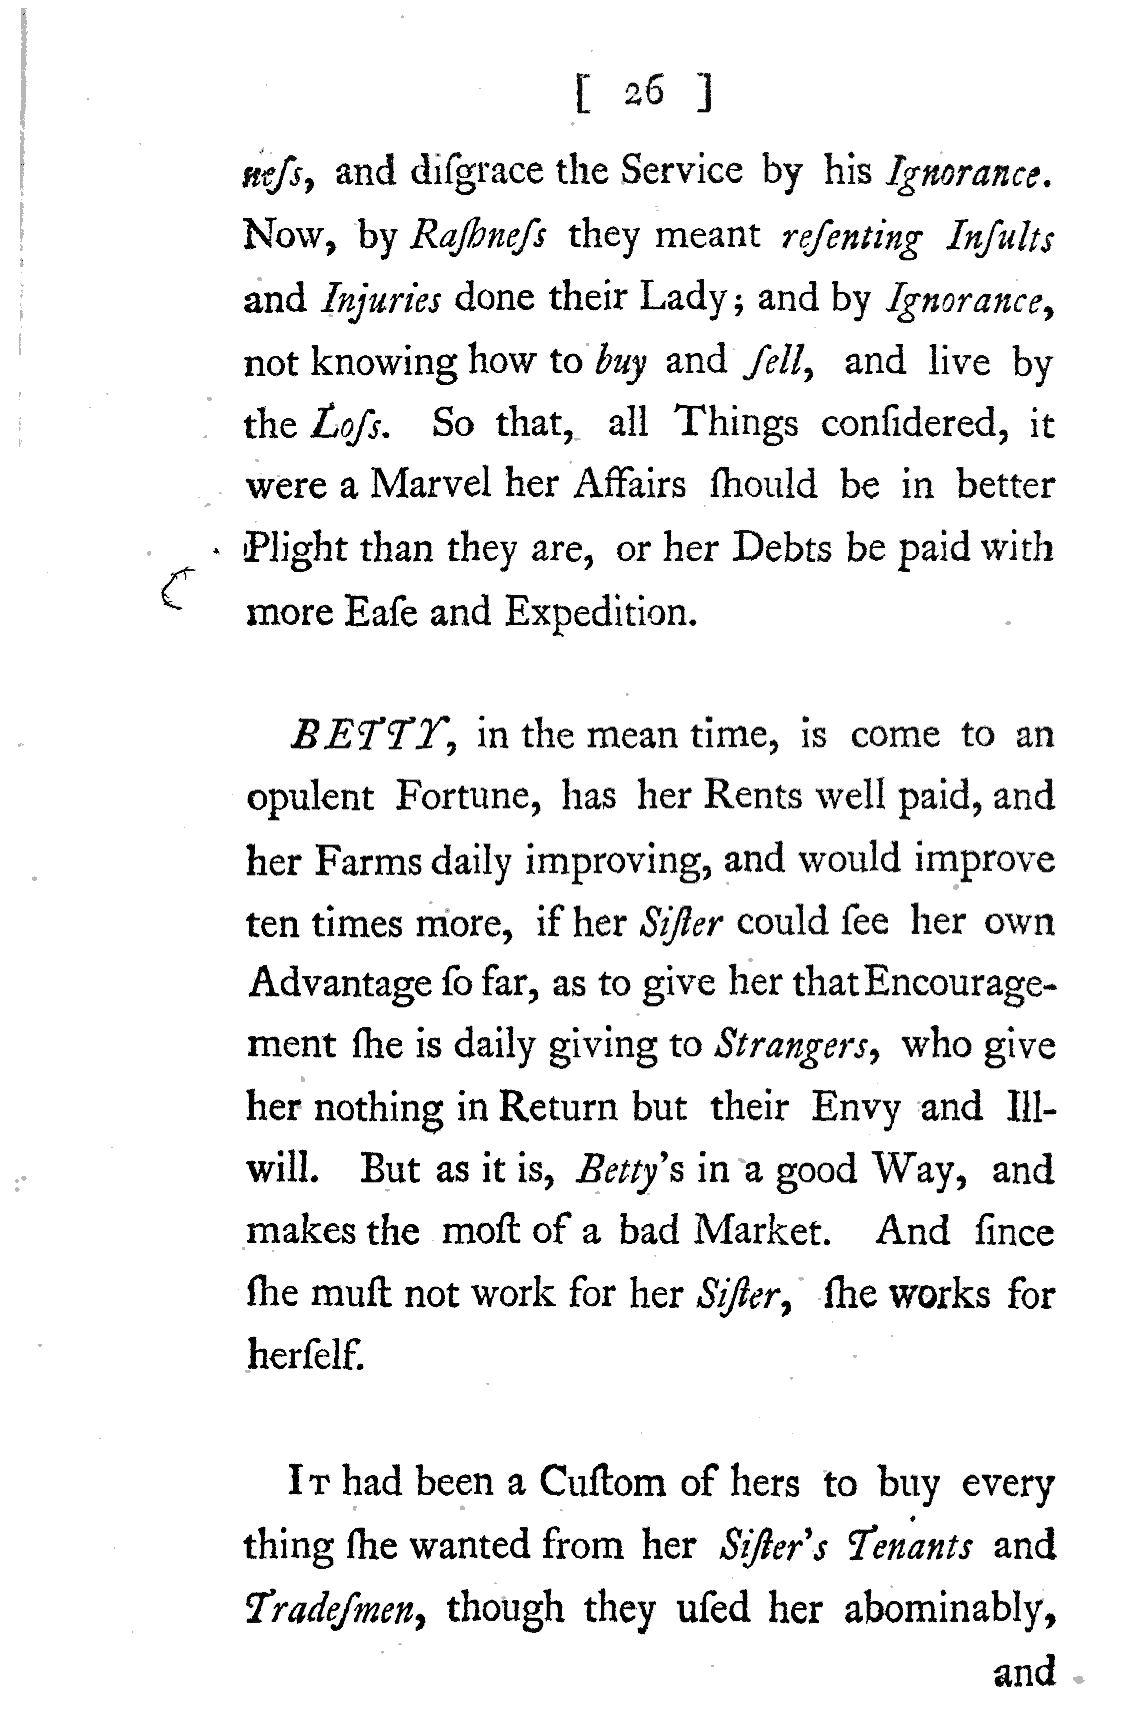 [ 26 ]
neſs, and diſgrace the Service by his Ignorance.
Now, by Raſhneſs they meant reſenting Inſults
and Injuries done their Lady; and by Ignorance,
not knowing how to buy and ſell, and live by
the Loſs. So that, all Things conſidered, it
were a Marvel her Affairs ſhould be in better
Plight than they are, or her Debts be paid with
more Eaſe and Expedition.
BETTY, in the mean time, is come to an
opulent Fortune, has her Rents well paid, and
her Farms daily improving, and would improve
ten times more, if her Siſter could ſee her own
Advantage ſo far, as to give her that Encourage-
ment ſhe is daily giving to Strangers, who give
her nothing in Return but their Envy and Ill-
will. But as it is, Betty's in a good Way, and
makes the moſt of a bad Market. And ſince
ſhe muſt not work for her Siſter, ſhe works for
herſelf.
IT had been a Cuſtom of hers to buy every
thing ſhe wanted from her Siſter's Tenants and
Tradeſmen, though they uſed her abominably,
and